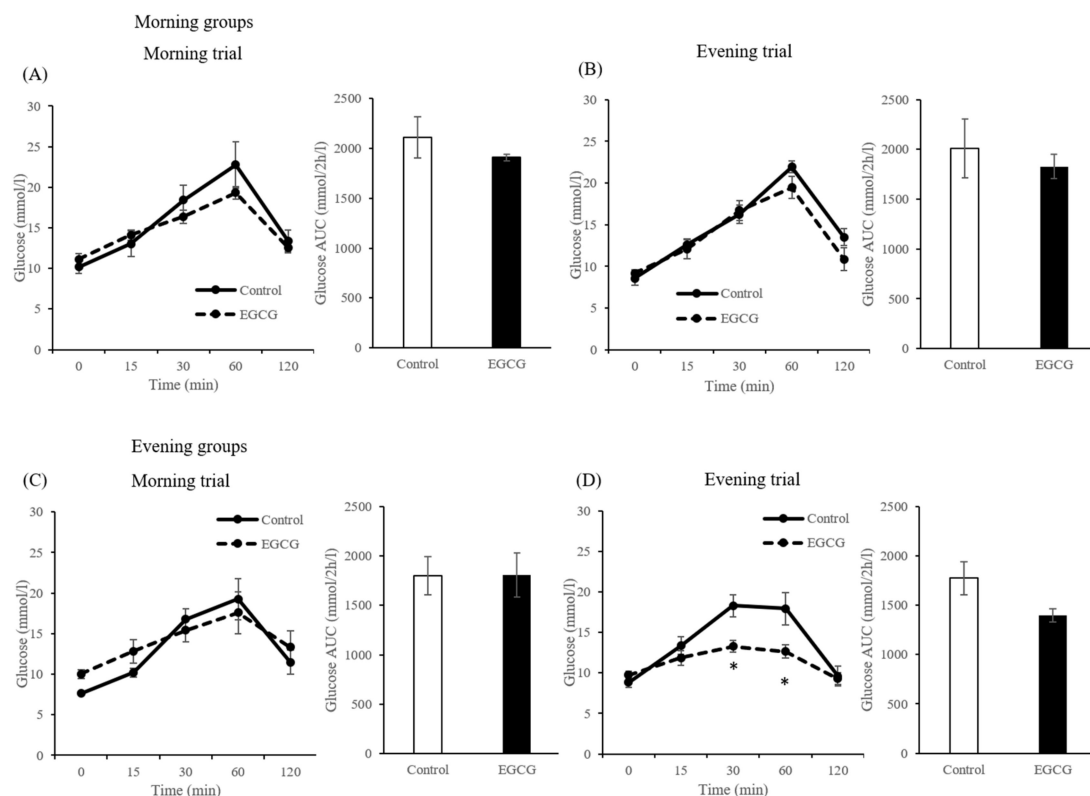 Morning groups
Morning trial
(A)
Glucose (mmol/l)
30
25
20
15
10
5
0
Control
EGCG
0 15 30 60 120
Time (min)
Glucose AUC (mmol/2h/l)
2500
2000
1500
1000
500
0
Control EGCG
Evening trial
(B)
Glucose (mmol/l)
30
25
20
15
10
5
0
Control
EGCG
0 15 30 60 120
Time (min)
Glucose AUC (mmol/2h/l)
2500
2000
1500
1000
500
0
Control EGCG
Evening groups
Morning trial
(C)
Glucose (mmol/l)
30
25
20
15
10
5
0
Control
EGCG
0 15 30 60 120
Time (min)
Glucose AUC (mmol/2h/l)
2500
2000
1500
1000
500
0
Control EGCG
Evening trial
(D)
Glucose (mmol/l)
30
25
20
15
10
5
0
Control
EGCG
* *
0 15 30 60 120
Time (min)
Glucose AUC (mmol/2h/l)
2500
2000
1500
1000
500
0
Control EGCG